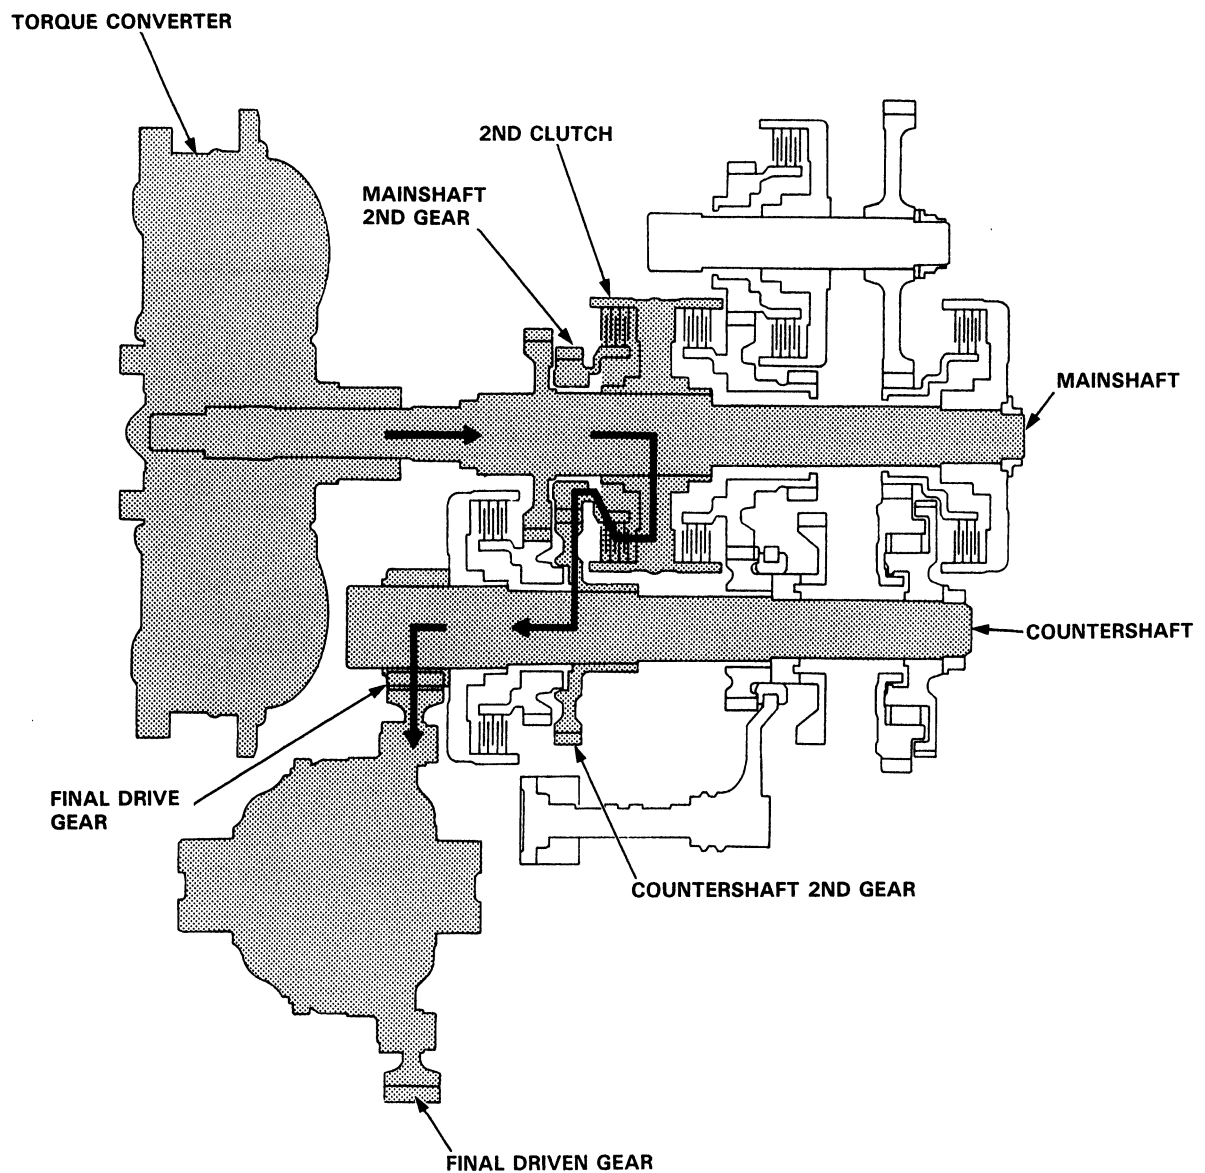 TORQUE CONVERTER
2ND CLUTCH
MAINSHAFT
2ND GEAR
MAINSHAFT
COUNTERSHAFT
FINAL DRIVE
GEAR
COUNTERSHAFT 2ND GEAR
FINAL DRIVEN GEAR